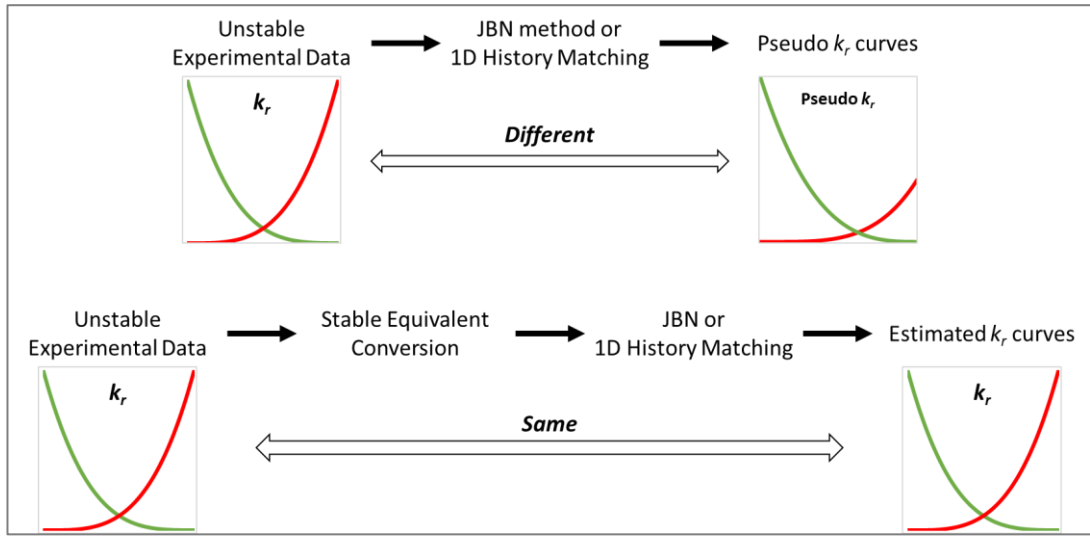 Unstable
Experimental Data
JBN method or
1D History Matching
Pseudo kr curves
kr
Pseudo kr
Different
Unstable
Experimental Data
Stable Equivalent
Conversion
JBN or
1D History Matching
Estimated kr curves
kr
kr
Same